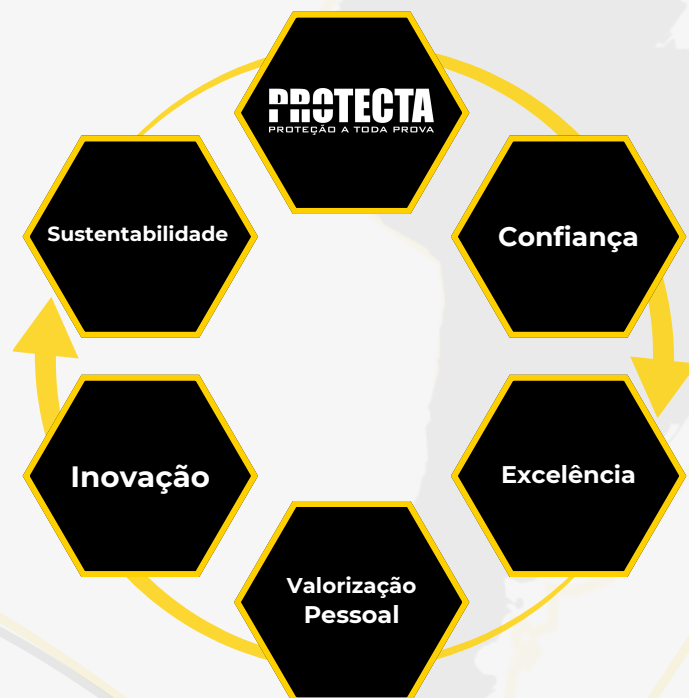 PROTECTA
PROTEÇÃO A TODA PROVA
Confiança
Excelência
Valorização
Pessoal
Inovação
Sustentabilidade